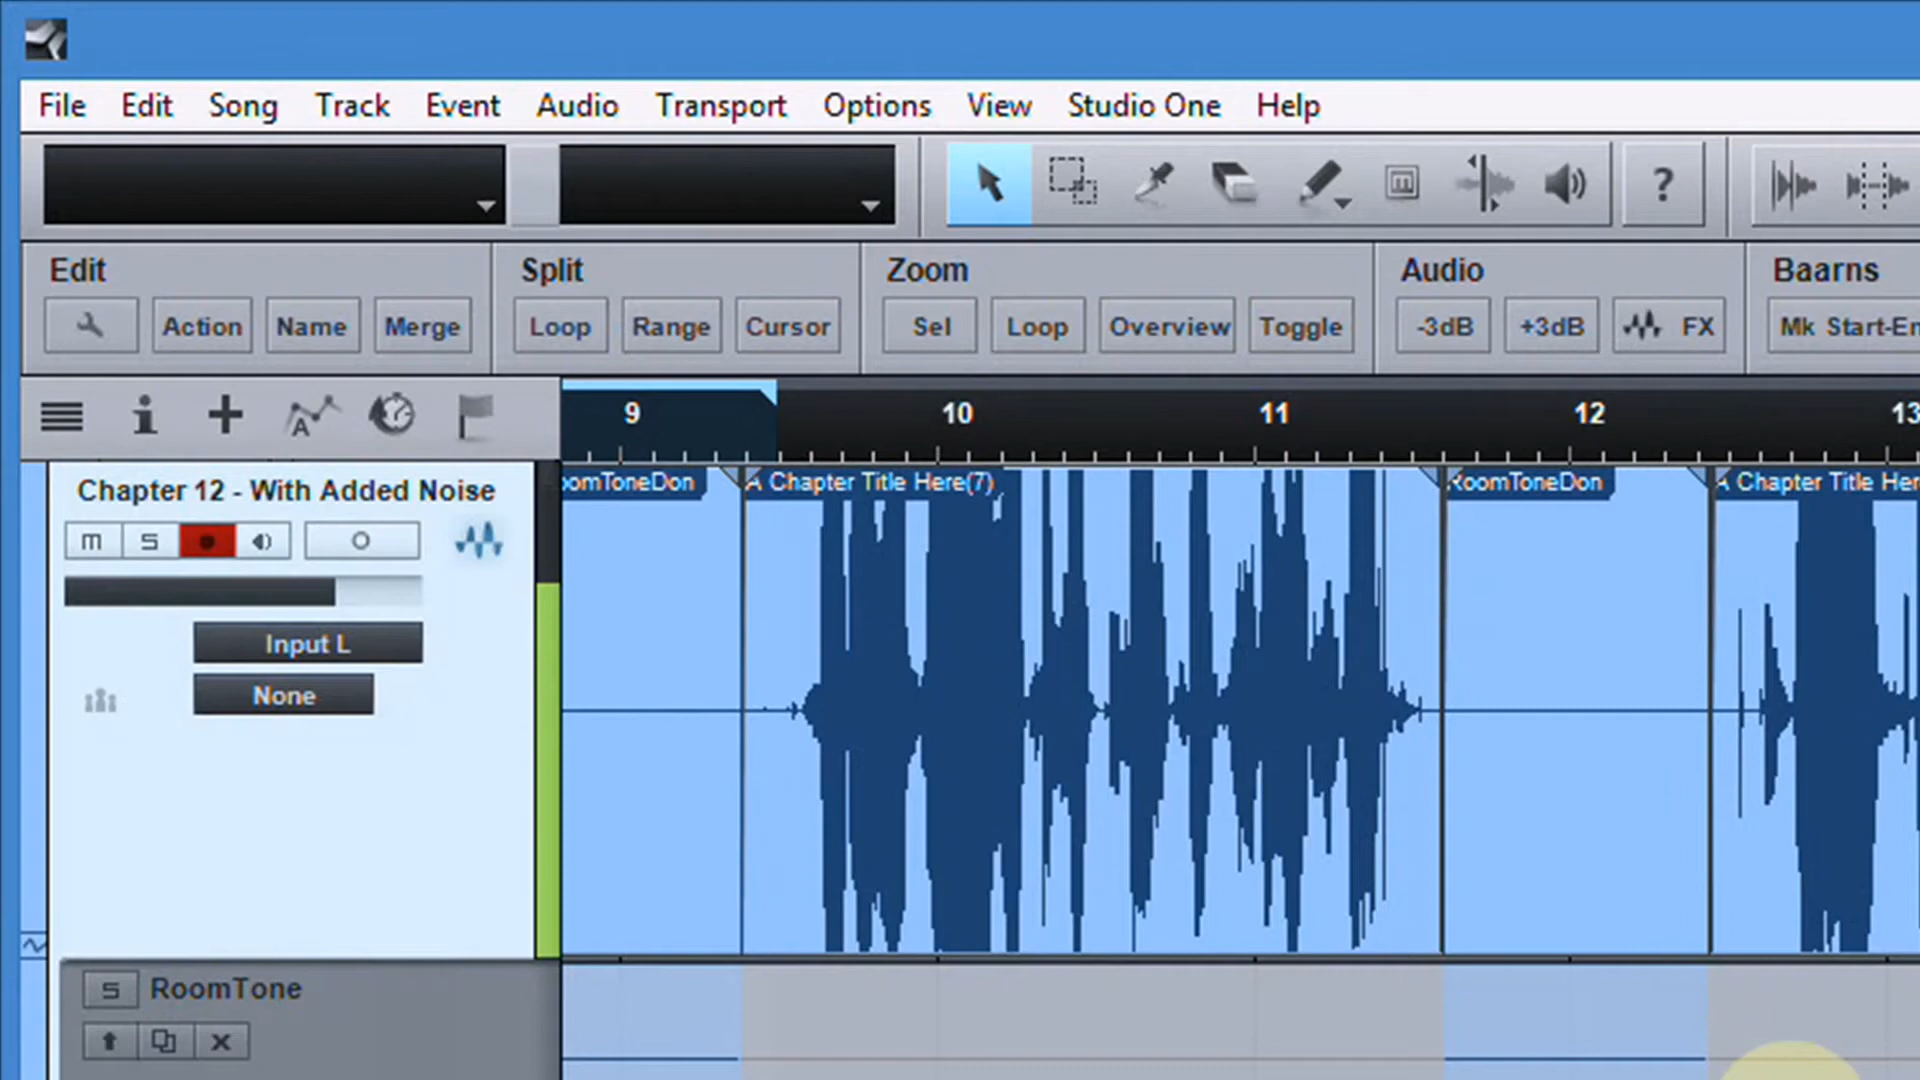 File Edit Song Track Event Audio Transport Options View Studio One Help
?
Edit Split Zoom Audio Baarns
Action Name Merge Loop Range Cursor Sel Loop Overview Toggle -3dB +3dB FX Mk Start-En
9 10 11 12 13
oomToneDon A Chapter Title Here(7) RoomToneDon A Chapter Title Her
Chapter 12 - With Added Noise
M S
Input L
None
S RoomTone